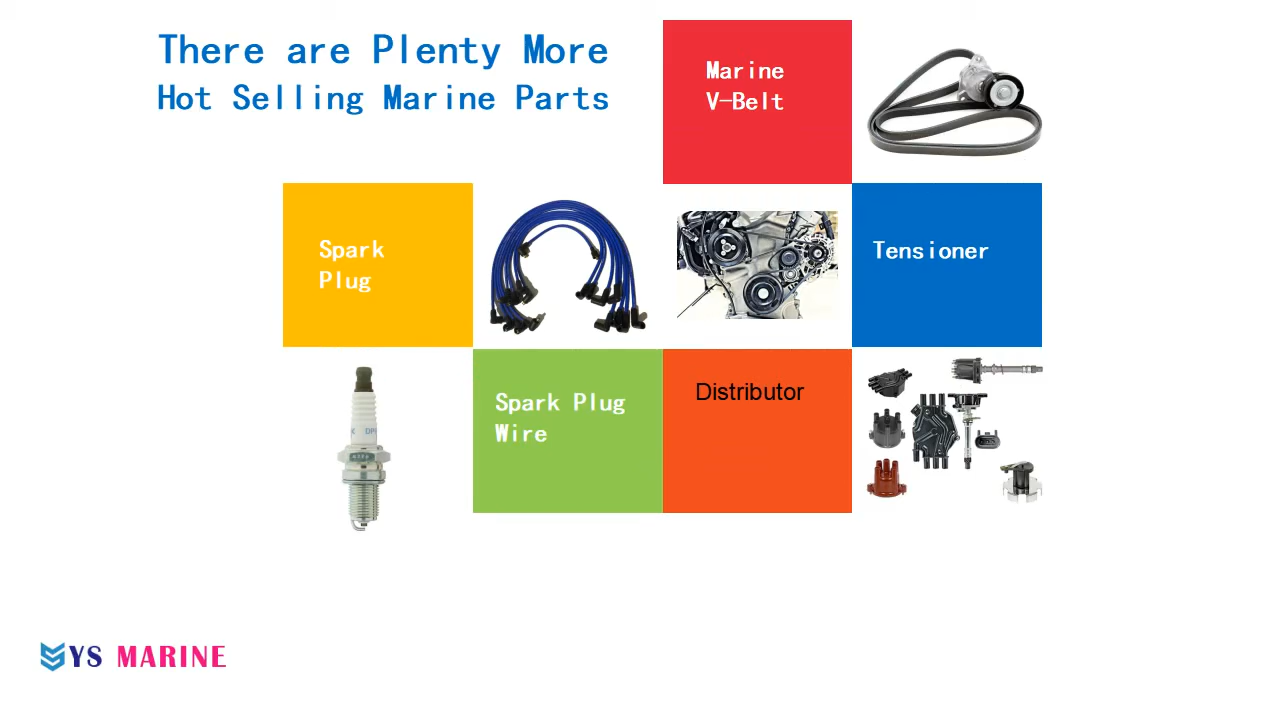 There are Plenty More
Hot Selling Marine Parts
Marine
V-Belt
Spark
Plug
Tensioner
Spark Plug
Wire
Distributor
YS MARINE